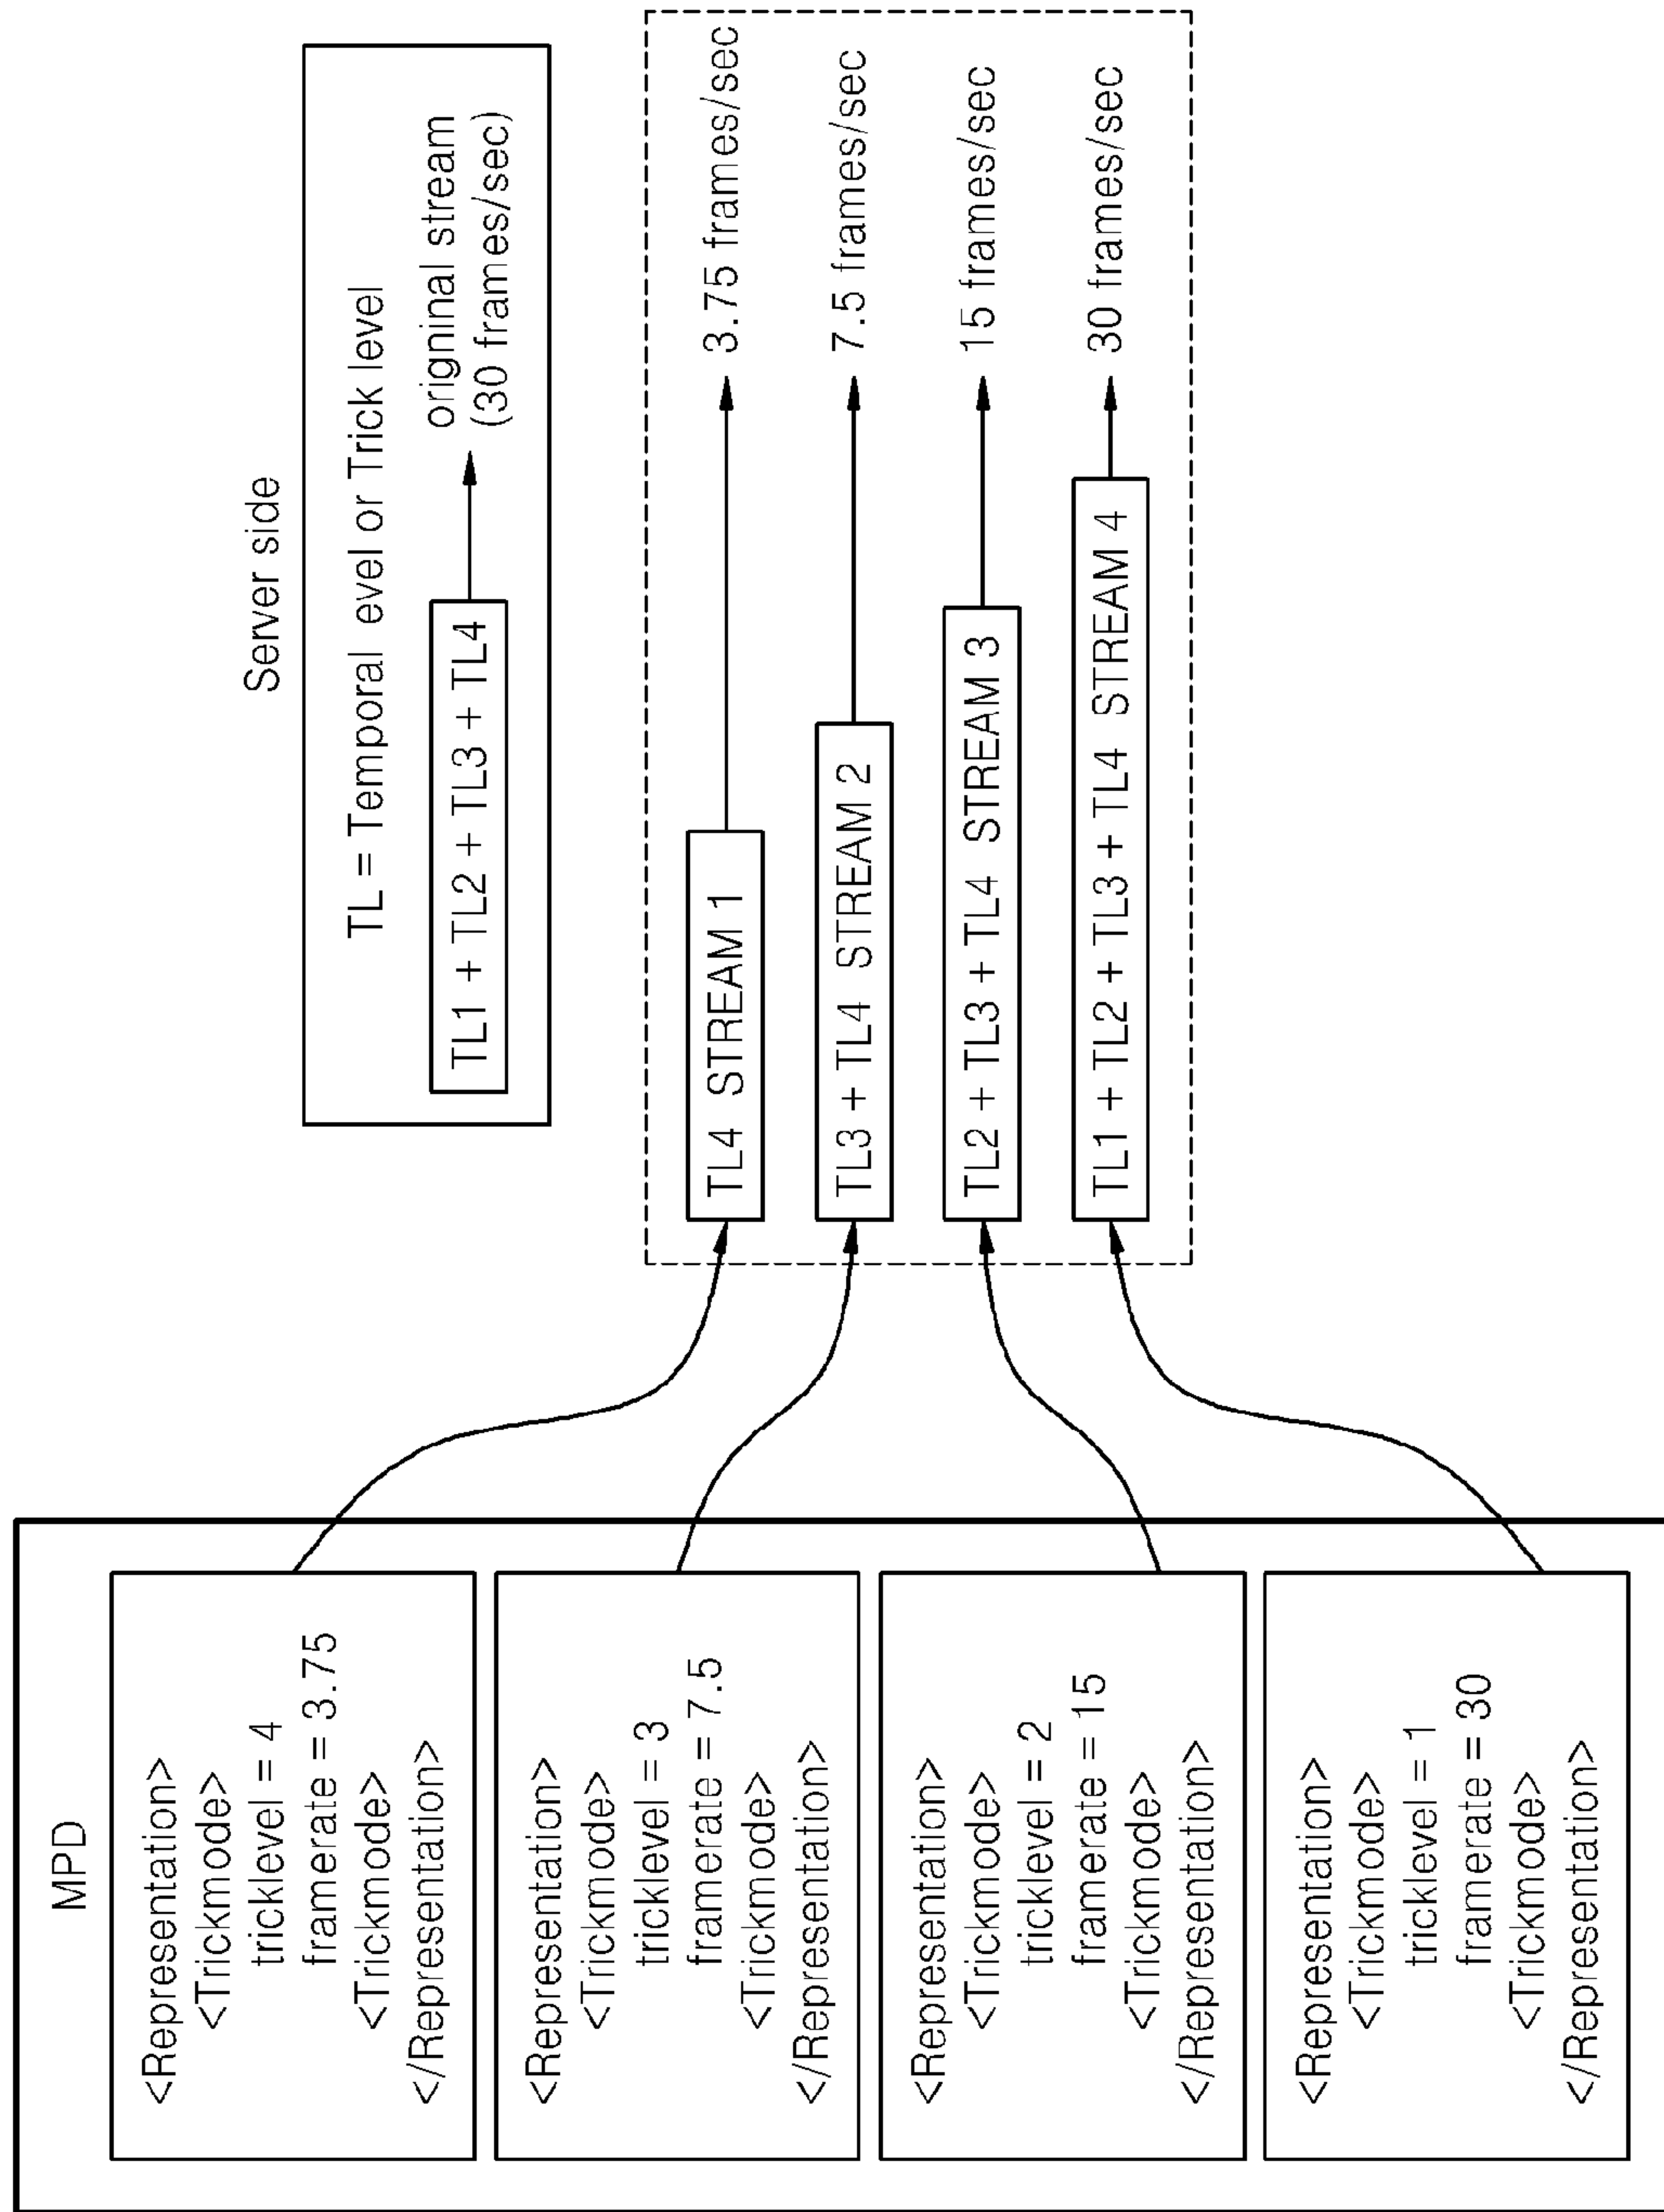 MPD
<Representation>
<Trickmode>
tricklevel = 4
framerate = 3.75
<Trickmode>
</Representation>
<Representation>
<Trickmode>
tricklevel = 3
framerate = 7.5
<Trickmode>
</Representation>
<Representation>
<Trickmode>
tricklevel = 2
framerate = 15
<Trickmode>
</Representation>
<Representation>
<Trickmode>
tricklevel = 1
framerate = 30
<Trickmode>
</Representation>
Server side
TL = Temporal evel or Trick level
TL1 + TL2 + TL3 + TL4
origninal stream
(30 frames/sec)
TL4 STREAM 1
3.75 frames/sec
TL3 + TL4 STREAM 2
7.5 frames/sec
TL2 + TL3 + TL4 STREAM 3
15 frames/sec
TL1 + TL2 + TL3 + TL4 STREAM 4
30 frames/sec